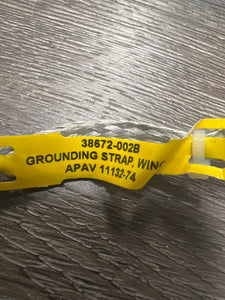 38672-002B
GROUNDING STRAP, WING
APAV 11132-74